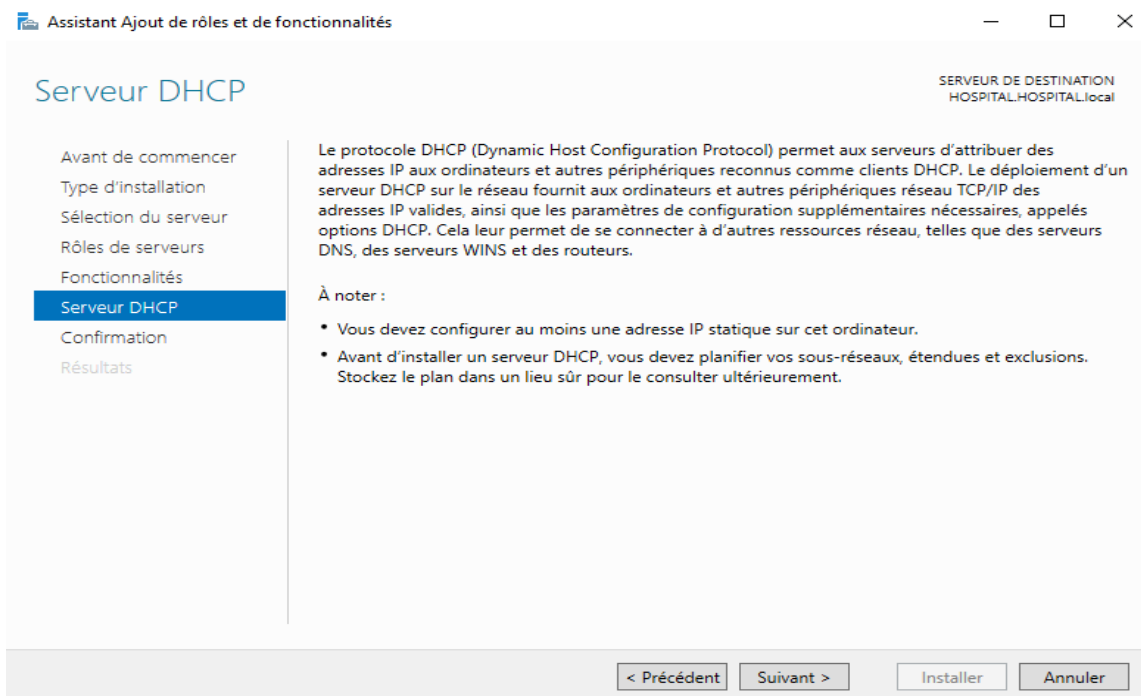 Assistant Ajout de rôles et de fonctionnalités
Serveur DHCP
SERVEUR DE DESTINATION
HOSPITAL.HOSPITAL.local
Avant de commencer
Type d'installation
Sélection du serveur
Rôles de serveurs
Fonctionnalités
Serveur DHCP
Confirmation
Résultats
Le protocole DHCP (Dynamic Host Configuration Protocol) permet aux serveurs d'attribuer des
adresses IP aux ordinateurs et autres périphériques reconnus comme clients DHCP. Le déploiement d'un
serveur DHCP sur le réseau fournit aux ordinateurs et autres périphériques réseau TCP/IP des
adresses IP valides, ainsi que les paramètres de configuration supplémentaires nécessaires, appelés
options DHCP. Cela leur permet de se connecter à d'autres ressources réseau, telles que des serveurs
DNS, des serveurs WINS et des routeurs.
À noter :
• Vous devez configurer au moins une adresse IP statique sur cet ordinateur.
• Avant d'installer un serveur DHCP, vous devez planifier vos sous-réseaux, étendues et exclusions.
Stockez le plan dans un lieu sûr pour le consulter ultérieurement.
< Précédent
Suivant >
Installer
Annuler